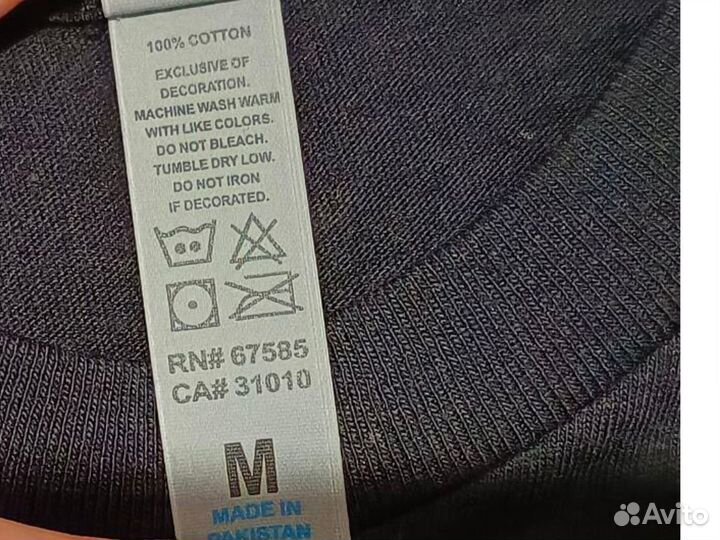 100% COTTON
EXCLUSIVE OF
DECORATION.
MACHINE WASH WARM
WITH LIKE COLORS.
DO NOT BLEACH.
TUMBLE DRY LOW.
DO NOT IRON
IF DECORATED.
RN# 67585
CA# 31010
M
MADE IN
PAKISTAN
Avito